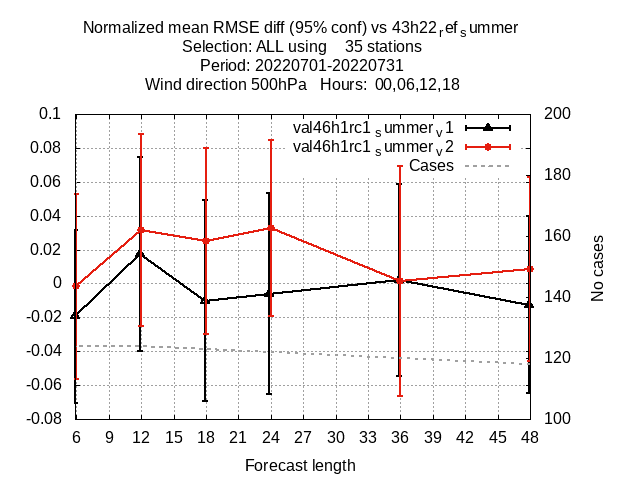 Normalized mean RMSE diff (95% conf) vs 43h22refsummer
Selection: ALL using 35 stations
Period: 20220701-20220731
Wind direction 500hPa Hours: 00,06,12,18
val46h1rc1summerv1
val46h1rc1summerv2
Cases
0.1
0.08
0.06
0.04
0.02
0
-0.02
-0.04
-0.06
-0.08
200
180
160
140
120
100
No cases
6 9 12 15 18 21 24 27 30 33 36 39 42 45 48
Forecast length